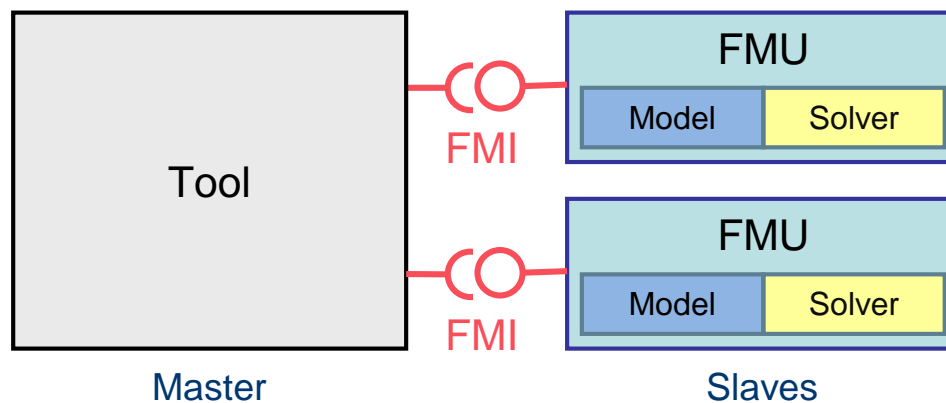 Tool
FMI
FMU
Model Solver
FMI
FMU
Model Solver
Master
Slaves